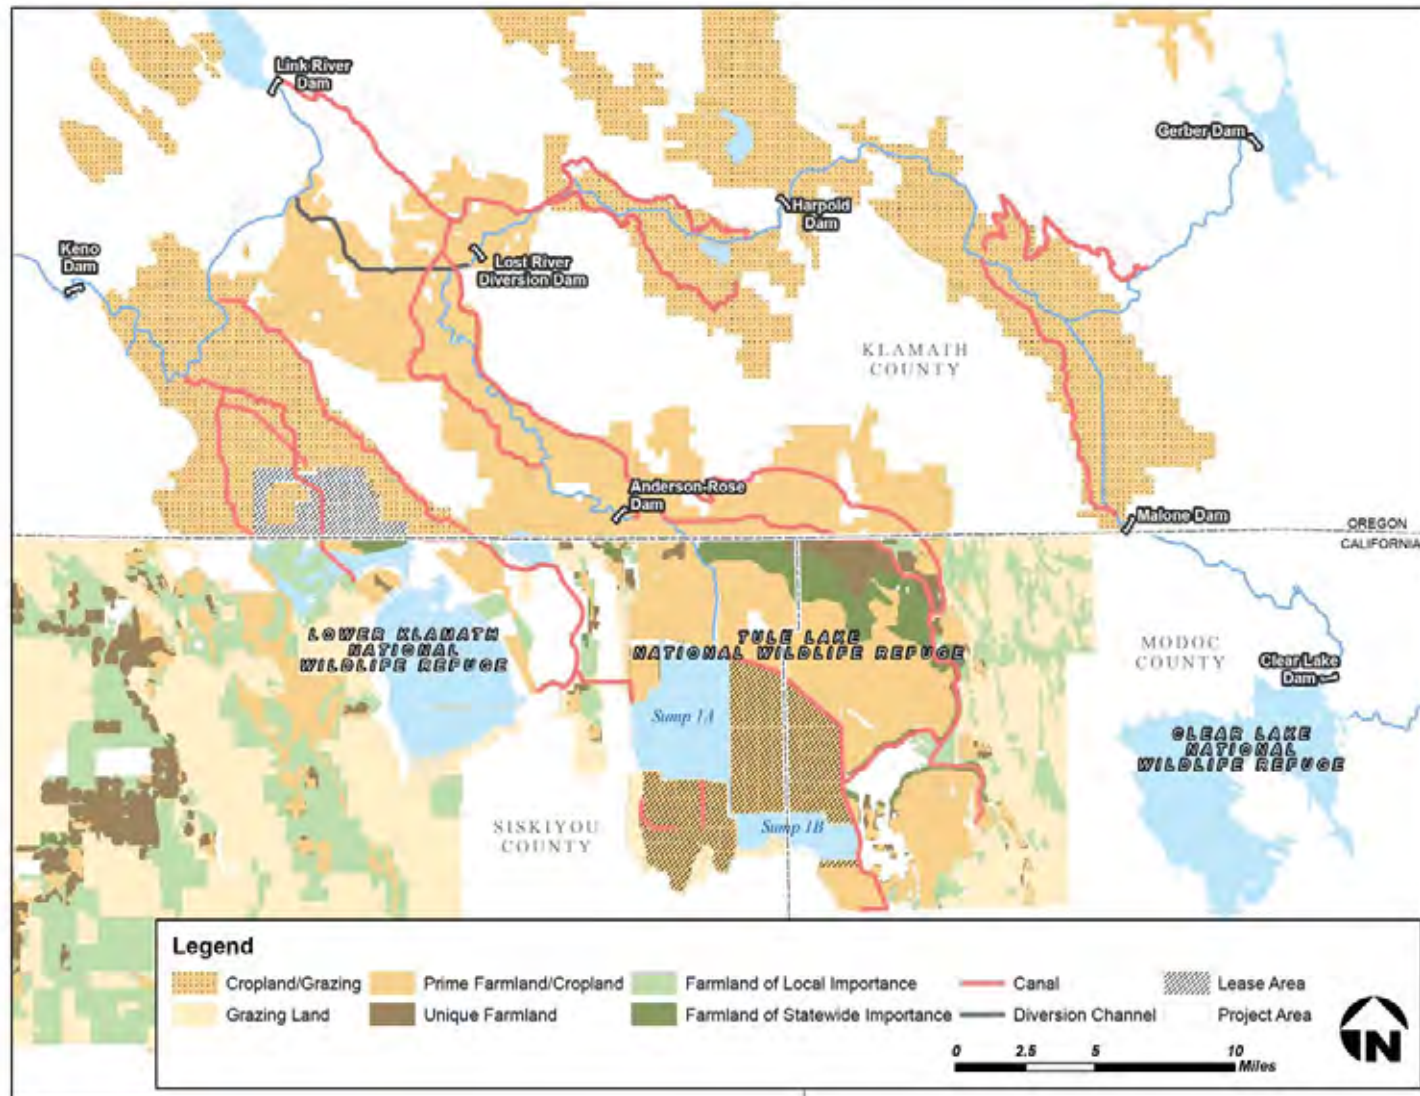 Link River
Dam
Gerber Dam
Harpold
Dam
Keno
Dam
Lost River
Diversion Dam
KLAMATH
COUNTY
Anderson-Rose
Dam
Malone Dam
OREGON
CALIFORNIA
LOWER KLAMATH
NATIONAL
WILDLIFE REFUGE
TULE LAKE
NATIONAL WILDLIFE REFUGE
MODOC
COUNTY
Clear Lake
Dam
Sump 1A
CLEAR LAKE
NATIONAL
WILDLIFE REFUGE
SISKIYOU
COUNTY
Sump 1B
Legend
Cropland/Grazing
Prime Farmland/Cropland
Farmland of Local Importance
Canal
Lease Area
Grazing Land
Unique Farmland
Farmland of Statewide Importance
Diversion Channel
Project Area
0 2.5 5 10
Miles
N